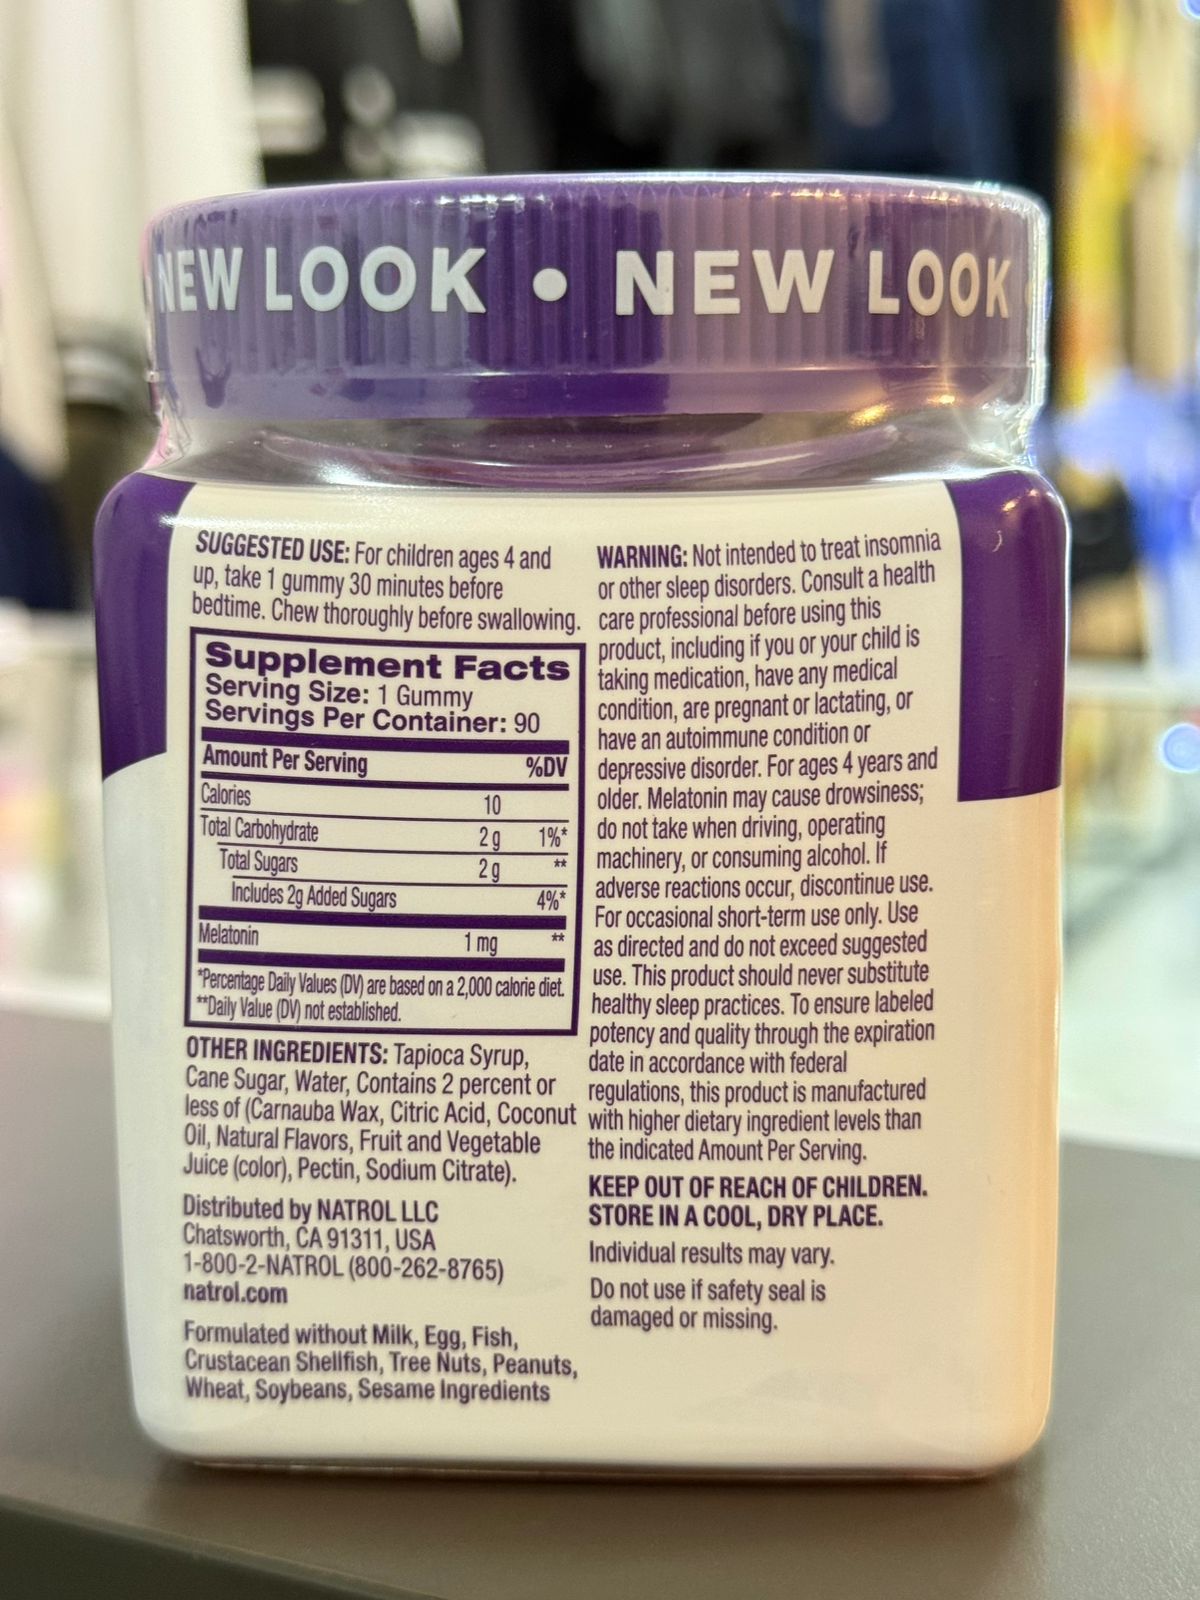 NEW LOOK • NEW LOOK
SUGGESTED USE: For children ages 4 and
up, take 1 gummy 30 minutes before
bedtime. Chew thoroughly before swallowing.
Supplement Facts
Serving Size: 1 Gummy
Servings Per Container: 90
Amount Per Serving %DV
Calories 10
Total Carbohydrate 2 g 1%*
Total Sugars 2 g **
Includes 2g Added Sugars 4%*
Melatonin 1 mg **
*Percentage Daily Values (DV) are based on a 2,000 calorie diet.
**Daily Value (DV) not established.
OTHER INGREDIENTS: Tapioca Syrup,
Cane Sugar, Water, Contains 2 percent or
less of (Carnauba Wax, Citric Acid, Coconut
Oil, Natural Flavors, Fruit and Vegetable
Juice (color), Pectin, Sodium Citrate).
Distributed by NATROL LLC
Chatsworth, CA 91311, USA
1-800-2-NATROL (800-262-8765)
natrol.com
Formulated without Milk, Egg, Fish,
Crustacean Shellfish, Tree Nuts, Peanuts,
Wheat, Soybeans, Sesame Ingredients
WARNING: Not intended to treat insomnia
or other sleep disorders. Consult a health
care professional before using this
product, including if you or your child is
taking medication, have any medical
condition, are pregnant or lactating, or
have an autoimmune condition or
depressive disorder. For ages 4 years and
older. Melatonin may cause drowsiness;
do not take when driving, operating
machinery, or consuming alcohol. If
adverse reactions occur, discontinue use.
For occasional short-term use only. Use
as directed and do not exceed suggested
use. This product should never substitute
healthy sleep practices. To ensure labeled
potency and quality through the expiration
date in accordance with federal
regulations, this product is manufactured
with higher dietary ingredient levels than
the indicated Amount Per Serving.
KEEP OUT OF REACH OF CHILDREN.
STORE IN A COOL, DRY PLACE.
Individual results may vary.
Do not use if safety seal is
damaged or missing.